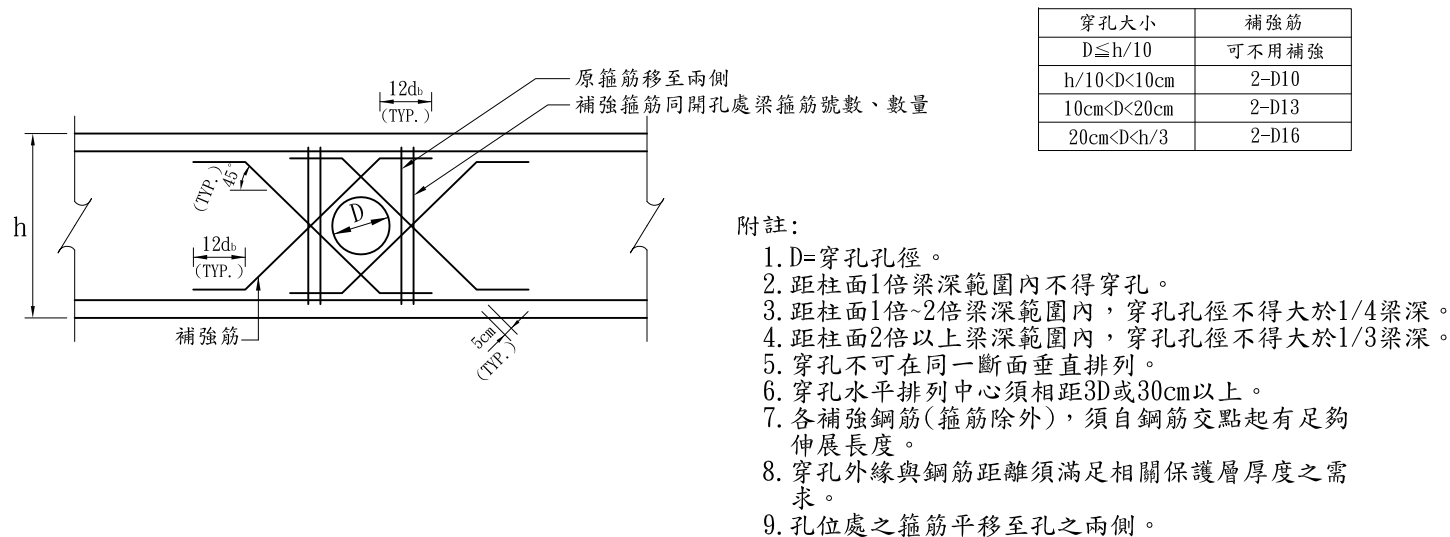 穿孔大小 補強筋
D≦h/10 可不用補強
h/10<D<10cm 2-D10
10cm<D<20cm 2-D13
20cm<D<h/3 2-D16
12db
(TYP.)
原箍筋移至兩側
補強箍筋同開孔處梁箍筋號數、數量
45°
(TYP.)
h
D
12db
(TYP.)
補強筋
5cm
(TYP.)
附註:
1.D=穿孔孔徑。
2.距柱面1倍梁深範圍內不得穿孔。
3.距柱面1倍~2倍梁深範圍內，穿孔孔徑不得大於1/4梁深。
4.距柱面2倍以上梁深範圍內，穿孔孔徑不得大於1/3梁深。
5.穿孔不可在同一斷面垂直排列。
6.穿孔水平排列中心須相距3D或30cm以上。
7.各補強鋼筋(箍筋除外)，須自鋼筋交點起有足夠
伸展長度。
8.穿孔外緣與鋼筋距離須滿足相關保護層厚度之需
求。
9.孔位處之箍筋平移至孔之兩側。